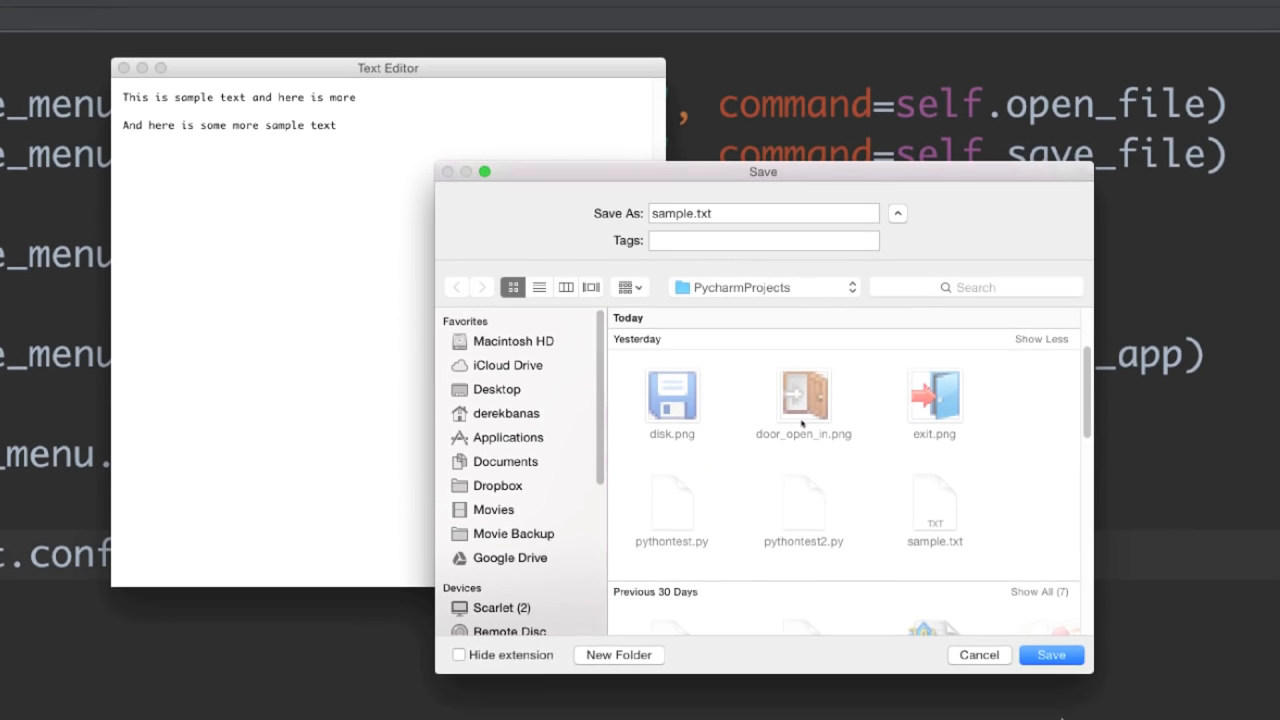 Text Editor
This is sample text and here is more
And here is some more sample text
e_menu , command=self.open_file)
e_menu command=self.save_file)
e_menu
e_menu _app)
_menu.
t.conf
Save
Save As: sample.txt
Tags:
PycharmProjects
Search
Favorites
Macintosh HD
iCloud Drive
Desktop
derekbanas
Applications
Documents
Dropbox
Movies
Movie Backup
Google Drive
Devices
Scarlet (2)
Remote Disc
Today
Yesterday Show Less
disk.png door_open_in.png exit.png
TXT
pythontest.py pythontest2.py sample.txt
Previous 30 Days Show All (7)
Hide extension New Folder Cancel Save